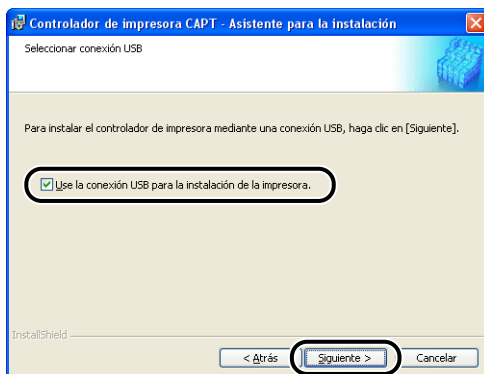 Controlador de impresora CAPT - Asistente para la instalación
Seleccionar conexión USB
Para instalar el controlador de impresora mediante una conexión USB, haga clic en [Siguiente].
Use la conexión USB para la instalación de la impresora.
InstallShield
< Atrás Siguiente > Cancelar